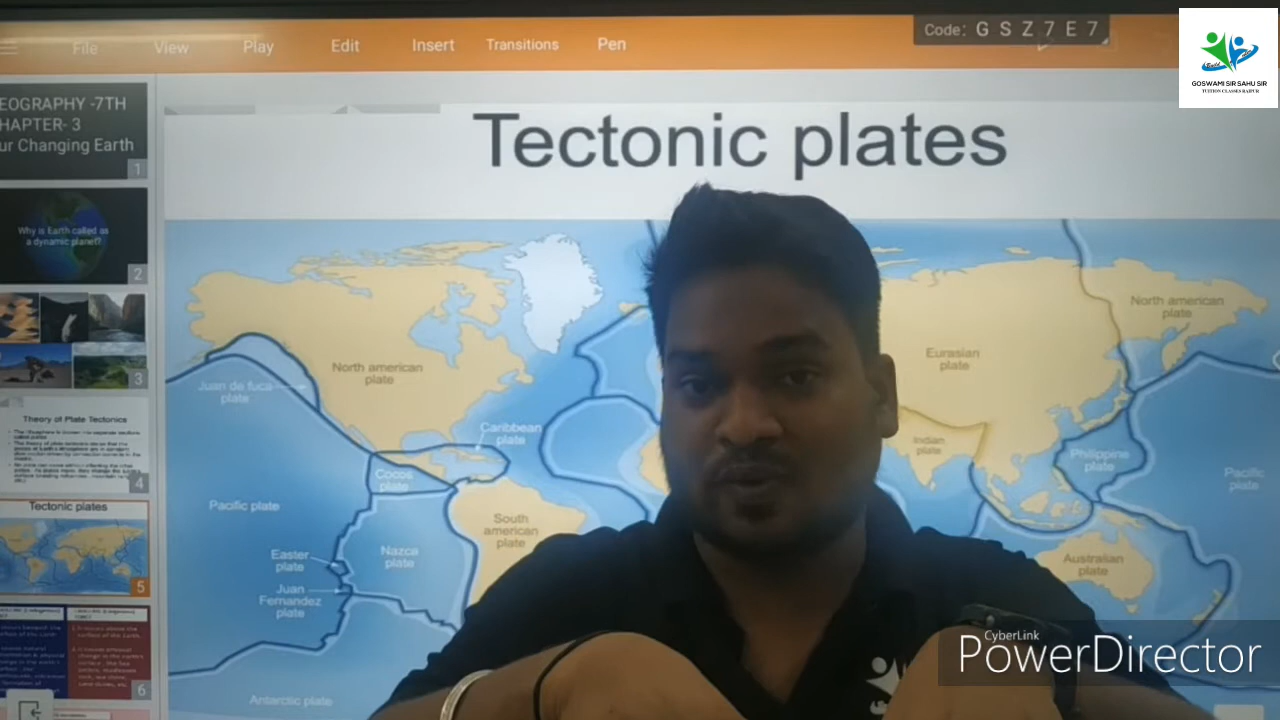 File View Play Edit Insert Transitions Pen
Code: G S Z 7 E 7
GOSWAMI SIR SAHU SIR
TUITION CLASSES RAIPUR
EOGRAPHY -7TH
HAPTER- 3
ur Changing Earth
1
Why is Earth called as
a dynamic planet?
2
3
Theory of Plate Tectonics
4
Tectonic plates
5
6
Tectonic plates
North american
plate
Juan de fuca
plate
Caribbean
plate
Cocos
plate
Pacific plate
South
american
plate
Nazca
plate
Easter
plate
Juan
Fernandez
plate
Antarctic plate
Eurasian
plate
North american
plate
Indian
plate
Philippine
plate
Pacific
plate
Australian
plate
CyberLink
PowerDirector